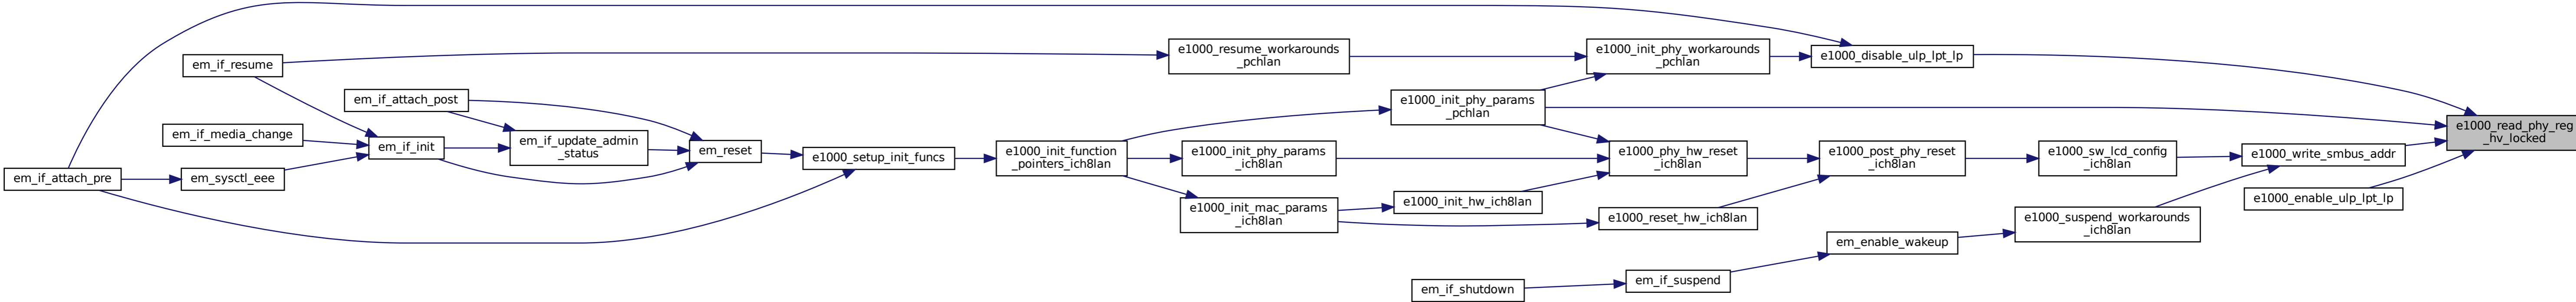 em_if_resume
e1000_resume_workarounds
_pchlan
e1000_init_phy_workarounds
_pchlan
e1000_disable_ulp_lpt_lp
em_if_attach_post
e1000_init_phy_params
_pchlan
em_if_media_change
em_if_init
em_if_update_admin
_status
em_reset
e1000_setup_init_funcs
e1000_init_function
_pointers_ich8lan
e1000_init_phy_params
_ich8lan
e1000_phy_hw_reset
_ich8lan
e1000_post_phy_reset
_ich8lan
e1000_sw_lcd_config
_ich8lan
e1000_write_smbus_addr
e1000_read_phy_reg
_hv_locked
em_if_attach_pre
em_sysctl_eee
e1000_init_mac_params
_ich8lan
e1000_init_hw_ich8lan
e1000_reset_hw_ich8lan
e1000_enable_ulp_lpt_lp
e1000_suspend_workarounds
_ich8lan
em_enable_wakeup
em_if_suspend
em_if_shutdown